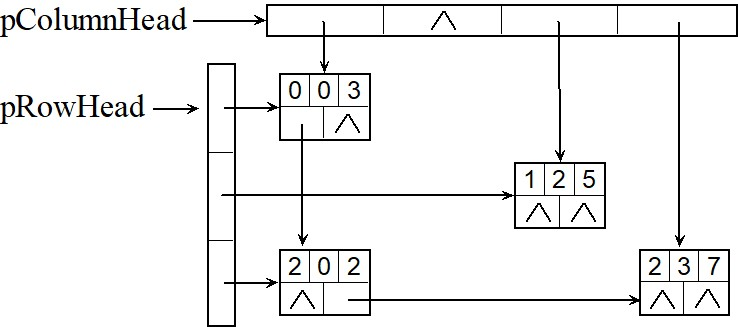 pColumnHead
∧
pRowHead
0 0 3
∧
1 2 5
∧ ∧
2 0 2
∧
2 3 7
∧ ∧